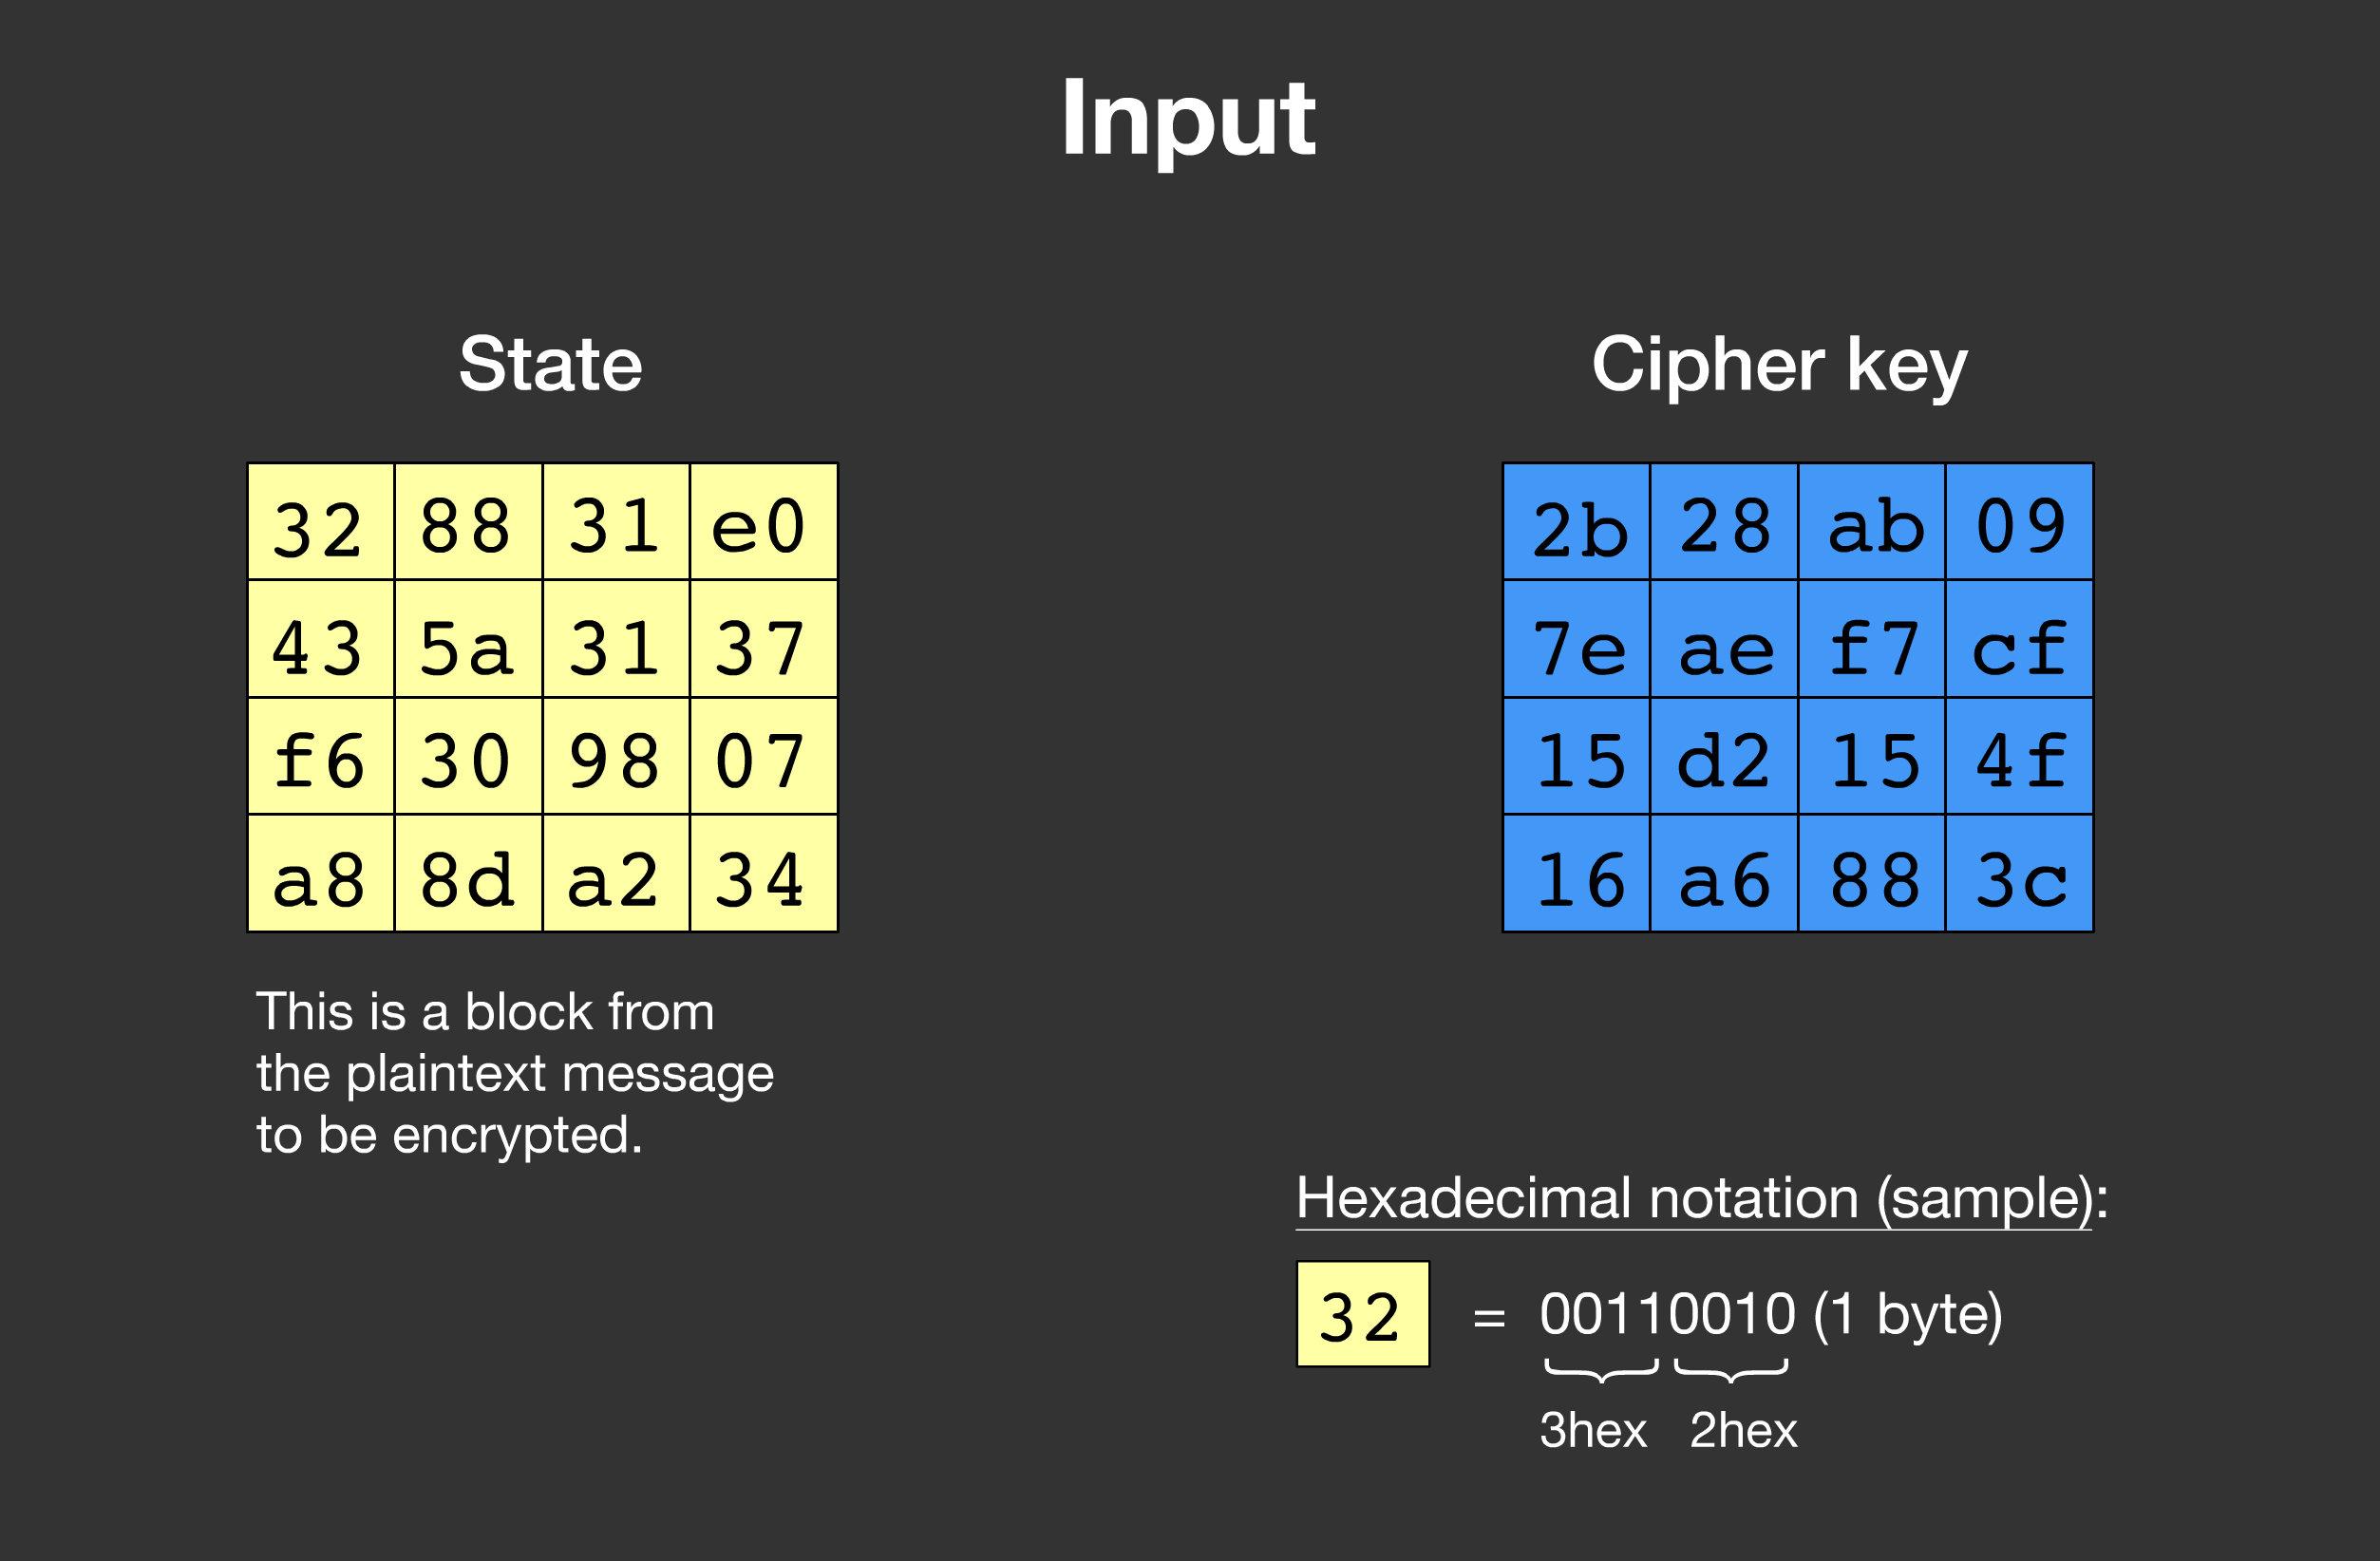 Input
State
Cipher key
32 88 31 e0
43 5a 31 37
f6 30 98 07
a8 8d a2 34
2b 28 ab 09
7e ae f7 cf
15 d2 15 4f
16 a6 88 3c
This is a block from
the plaintext message
to be encrypted.
Hexadecimal notation (sample):
32 = 00110010 (1 byte)
3hex 2hex